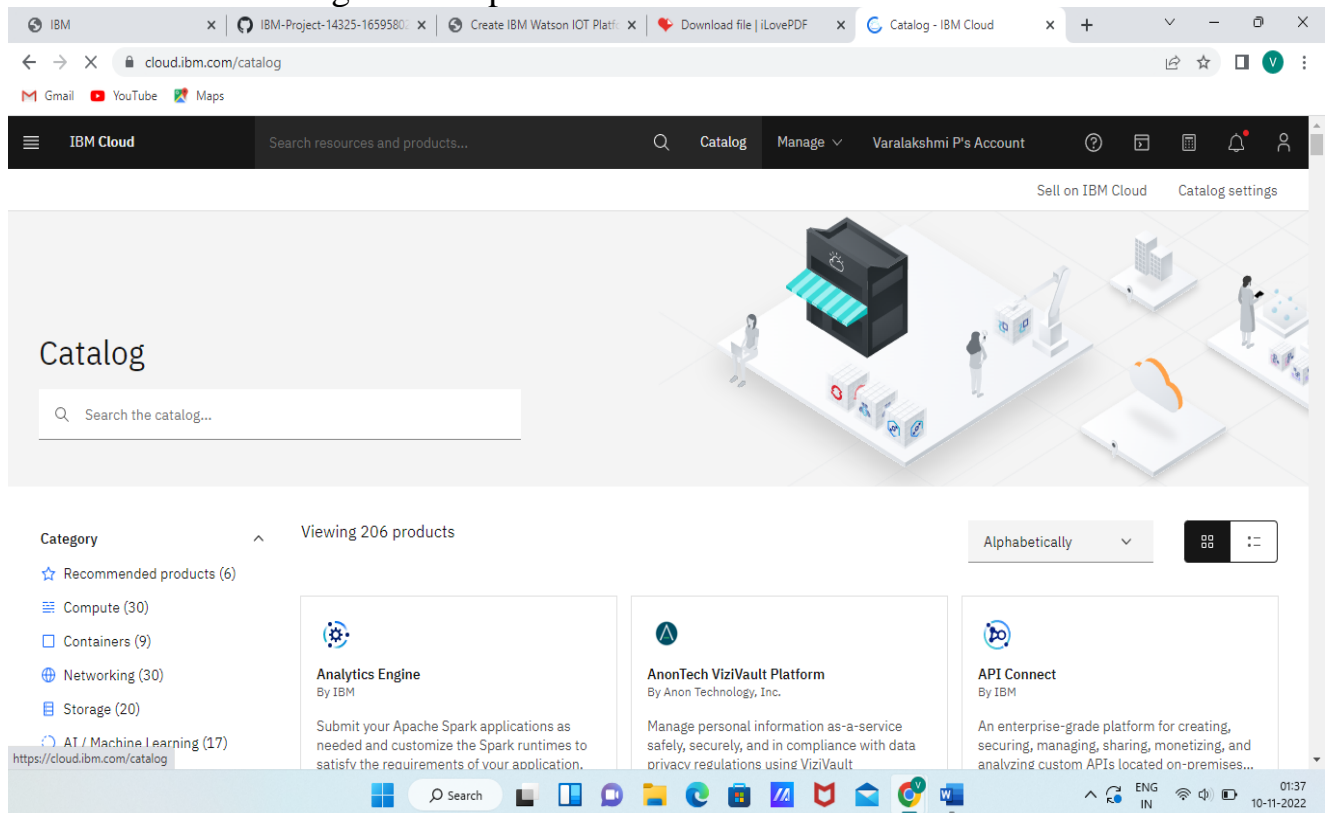 IBM
IBM-Project-14325-16595802
Create IBM Watson IOT Platfo
Download file | iLovePDF
Catalog - IBM Cloud
cloud.ibm.com/catalog
V
Gmail
YouTube
Maps
IBM Cloud
Search resources and products...
Catalog
Manage
Varalakshmi P's Account
Sell on IBM Cloud
Catalog settings
Catalog
Search the catalog...
Category
Viewing 206 products
Alphabetically
Recommended products (6)
Compute (30)
Containers (9)
Networking (30)
Storage (20)
AI / Machine Learning (17)
Analytics Engine
By IBM
Submit your Apache Spark applications as
needed and customize the Spark runtimes to
satisfy the requirements of your application.
AnonTech ViziVault Platform
By Anon Technology, Inc.
Manage personal information as-a-service
safely, securely, and in compliance with data
privacy regulations using ViziVault
API Connect
By IBM
An enterprise-grade platform for creating,
securing, managing, sharing, monetizing, and
analyzing custom APIs located on-premises...
https://cloud.ibm.com/catalog
Search
ENG
IN
01:37
10-11-2022